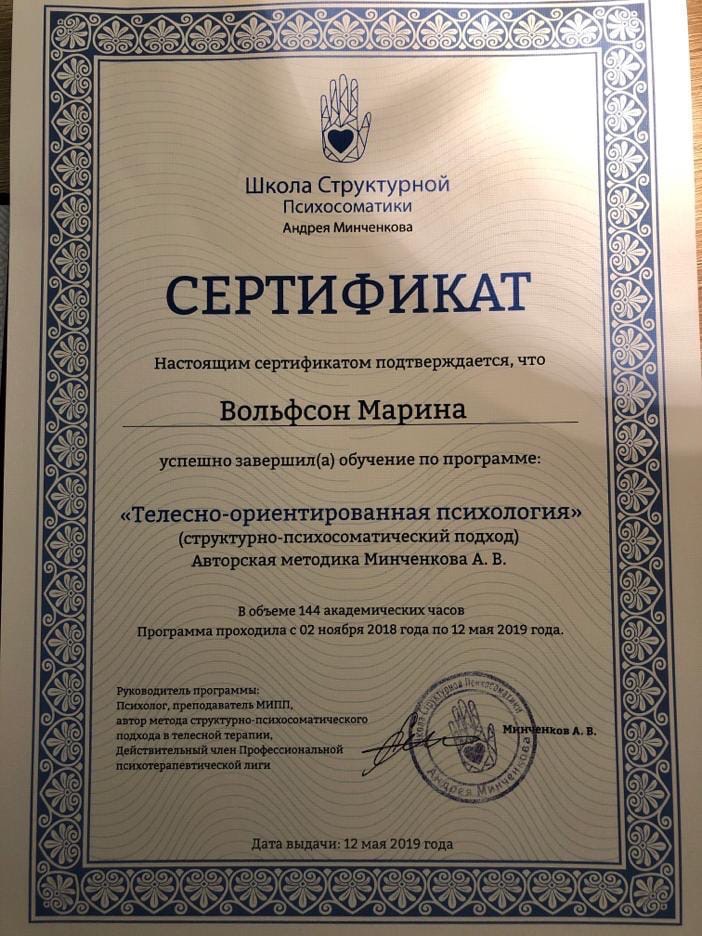 Школа Структурной
Психосоматики
Андрея Минченкова
СЕРТИФИКАТ
Настоящим сертификатом подтверждается, что
Вольфсон Марина
успешно завершил(а) обучение по программе:
«Телесно-ориентированная психология»
(структурно-психосоматический подход)
Авторская методика Минченкова А. В.
В объеме 144 академических часов
Программа проходила с 02 ноября 2018 года по 12 мая 2019 года.
Руководитель программы:
Психолог, преподаватель МИПП,
автор метода структурно-психосоматического
подхода в телесной терапии,
Действительный член Профессиональной
психотерапевтической лиги
Школа Структурной Психосоматики
Андрея Минченкова
Минченков А. В.
Дата выдачи: 12 мая 2019 года